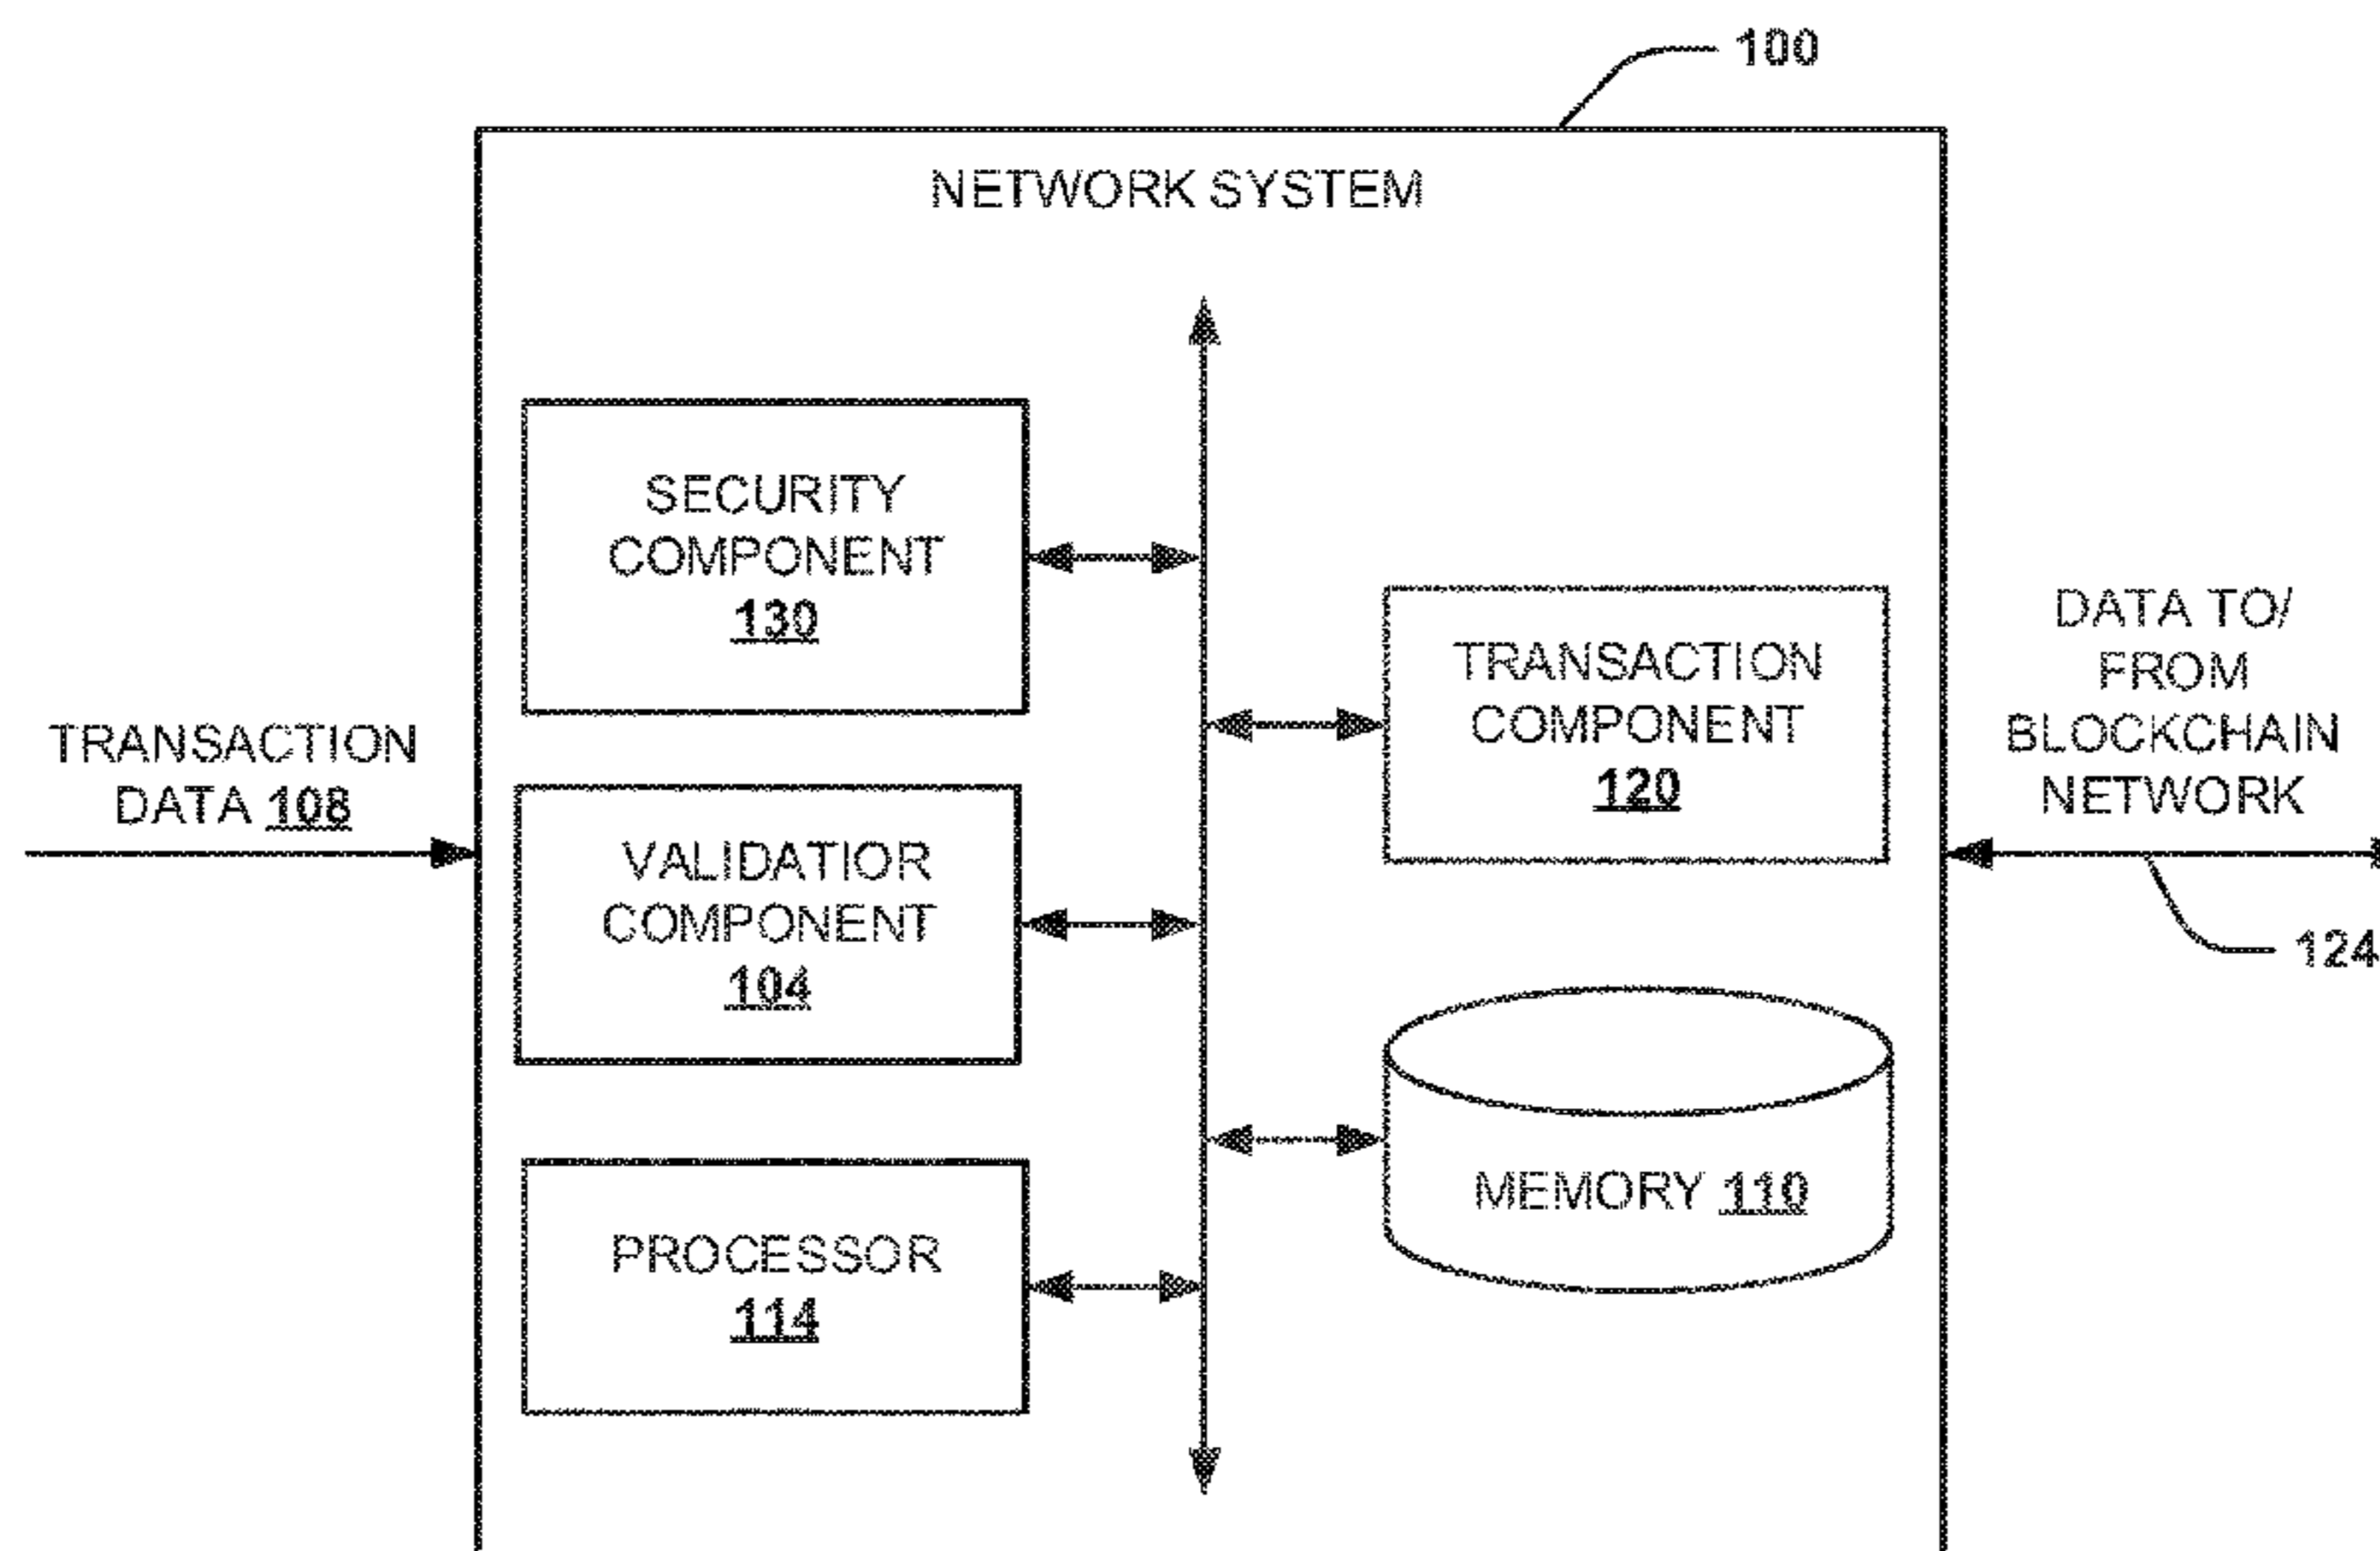 100
NETWORK SYSTEM
SECURITY
COMPONENT
130
TRANSACTION
DATA 108
VALIDATIOR
COMPONENT
104
PROCESSOR
114
TRANSACTION
COMPONENT
120
MEMORY 110
DATA TO/
FROM
BLOCKCHAIN
NETWORK
124